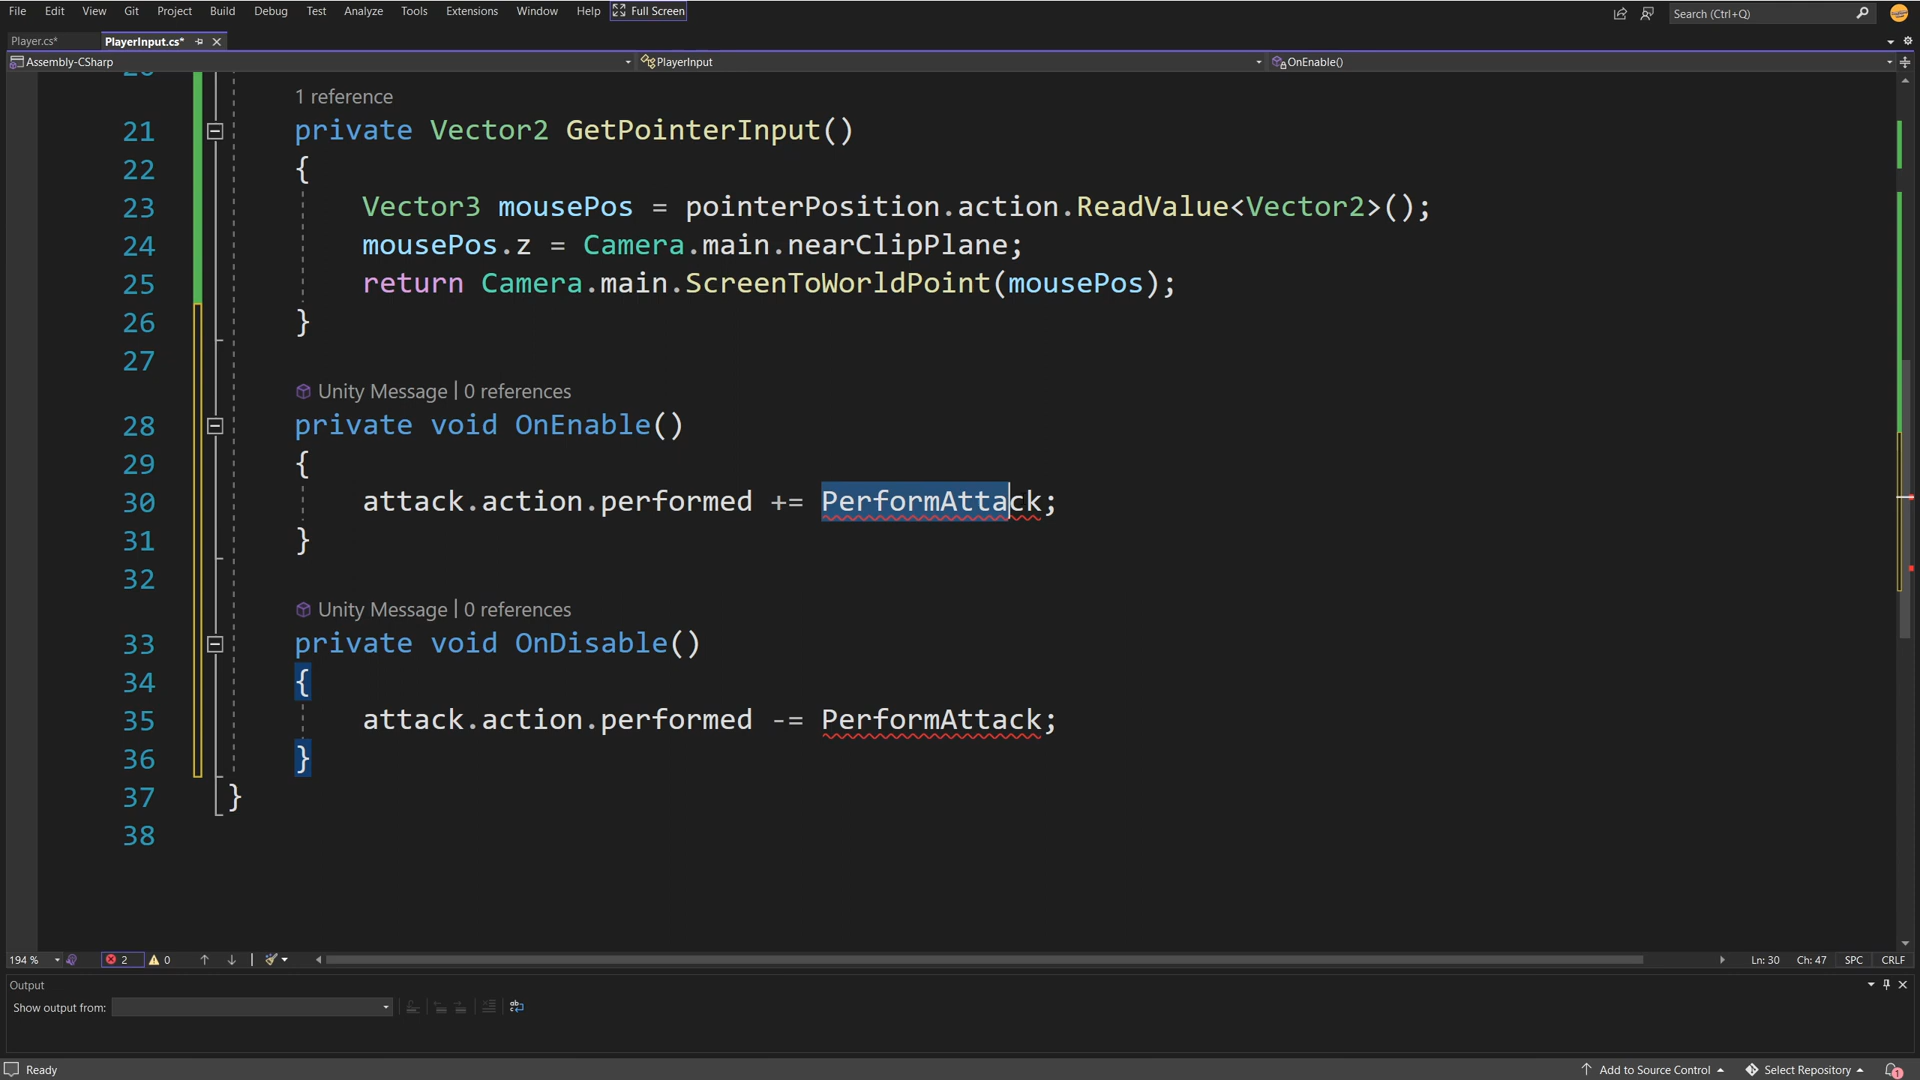 File Edit View Git Project Build Debug Test Analyze Tools Extensions Window Help Full Screen Search (Ctrl+Q)
Player.cs* PlayerInput.cs*
Assembly-CSharp PlayerInput OnEnable()
1 reference
21 private Vector2 GetPointerInput()
22 {
23 Vector3 mousePos = pointerPosition.action.ReadValue<Vector2>();
24 mousePos.z = Camera.main.nearClipPlane;
25 return Camera.main.ScreenToWorldPoint(mousePos);
26 }
27
Unity Message | 0 references
28 private void OnEnable()
29 {
30 attack.action.performed += PerformAttack;
31 }
32
Unity Message | 0 references
33 private void OnDisable()
34 {
35 attack.action.performed -= PerformAttack;
36 }
37 }
38
194 % 2 0 Ln: 30 Ch: 47 SPC CRLF
Output
Show output from:
Ready Add to Source Control Select Repository 1